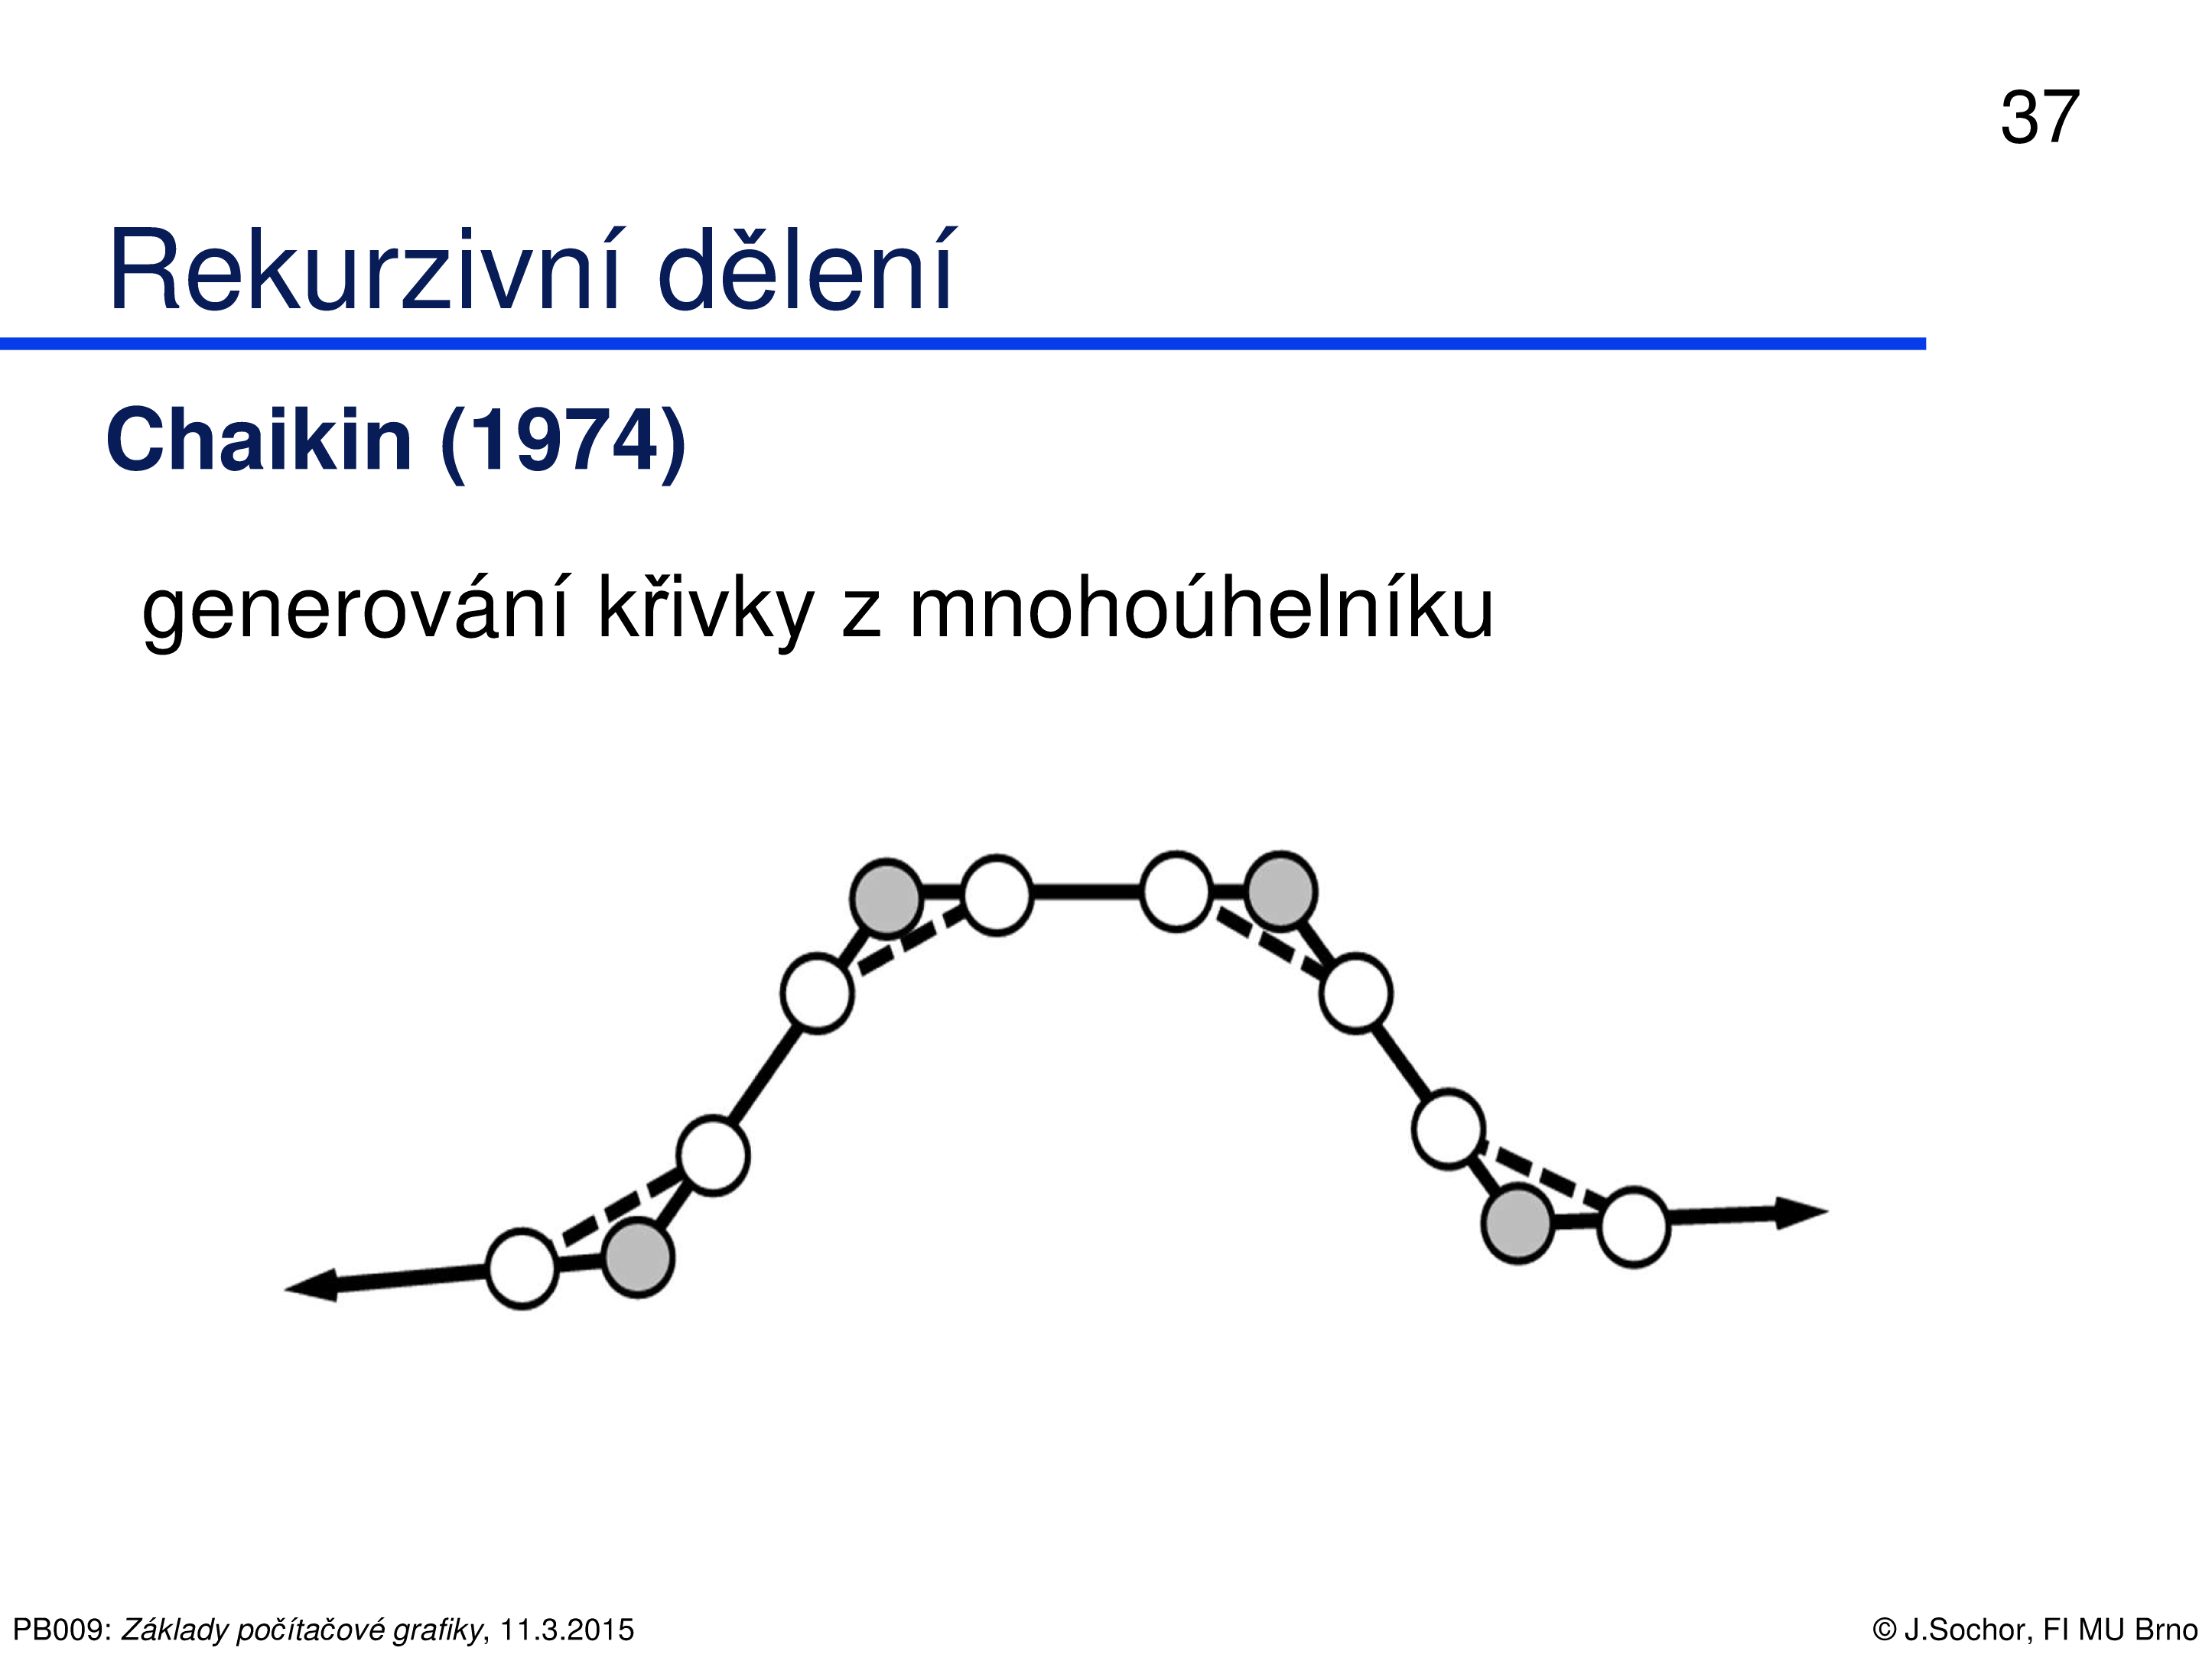 37
Rekurzivní dělení
Chaikin (1974)
generování křivky z mnohoúhelníku
PB009: Základy počítačové grafiky, 11.3.2015
© J.Sochor, FI MU Brno